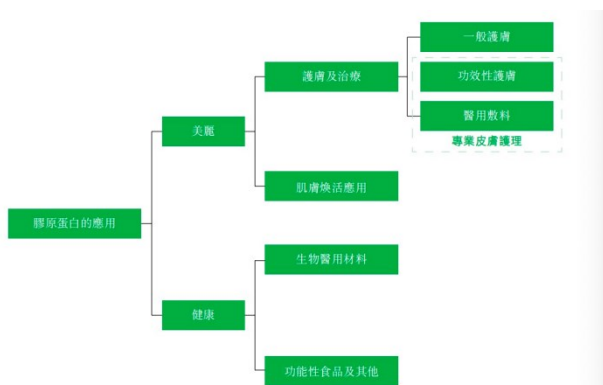 一般護膚
護膚及治療
功效性護膚
醫用敷料
專業皮膚護理
美麗
肌膚煥活應用
膠原蛋白的應用
生物醫用材料
健康
功能性食品及其他